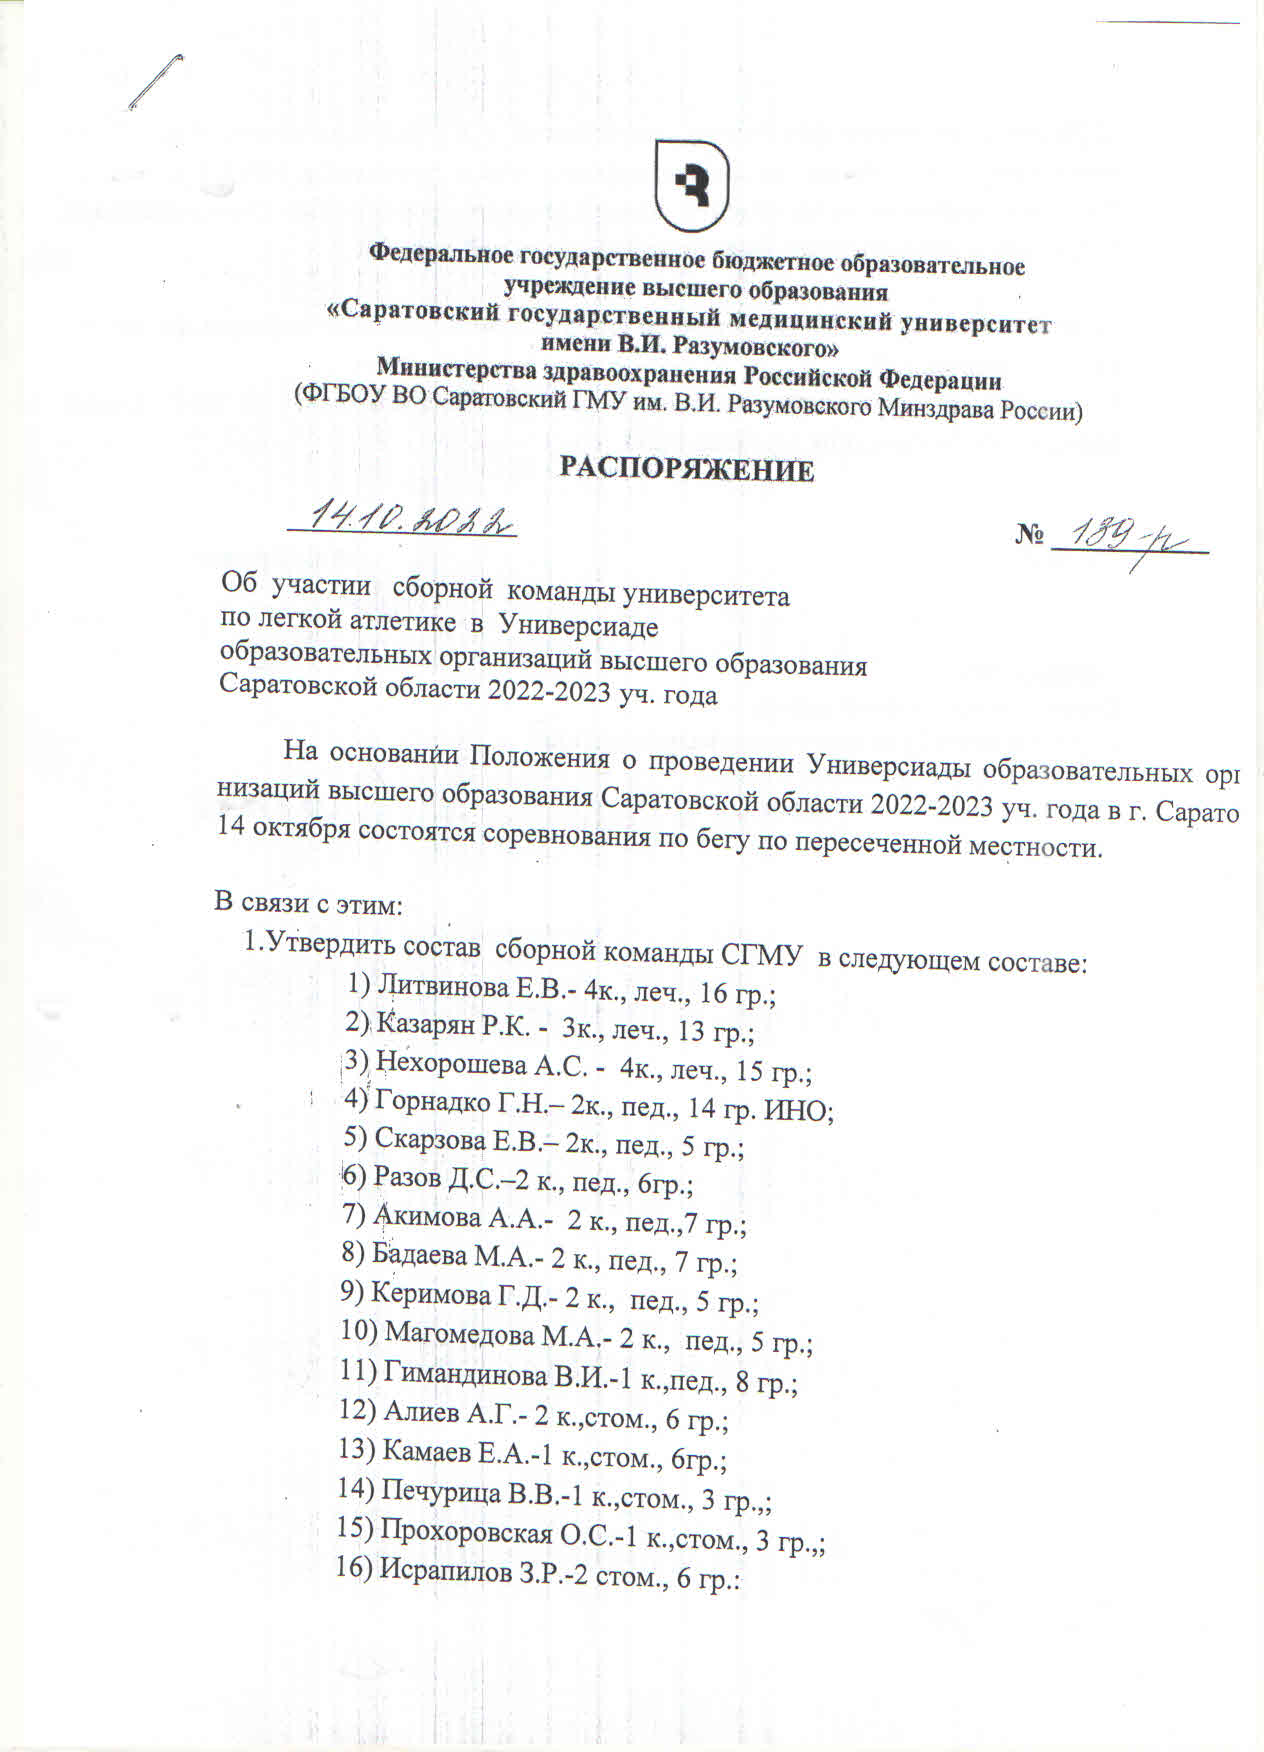 Федеральное государственное бюджетное образовательное
учреждение высшего образования
«Саратовский государственный медицинский университет
имени В.И. Разумовского»
Министерства здравоохранения Российской Федерации
(ФГБОУ ВО Саратовский ГМУ им. В.И. Разумовского Минздрава России)
РАСПОРЯЖЕНИЕ
14.10.2022 № 139-р
Об участии сборной команды университета
по легкой атлетике в Универсиаде
образовательных организаций высшего образования
Саратовской области 2022-2023 уч. года
На основании Положения о проведении Универсиады образовательных орг
низаций высшего образования Саратовской области 2022-2023 уч. года в г. Сарато
14 октября состоятся соревнования по бегу по пересеченной местности.
В связи с этим:
1.Утвердить состав сборной команды СГМУ в следующем составе:
1) Литвинова Е.В.- 4к., леч., 16 гр.;
2) Казарян Р.К. - 3к., леч., 13 гр.;
3) Нехорошева А.С. - 4к., леч., 15 гр.;
4) Горнадко Г.Н.– 2к., пед., 14 гр. ИНО;
5) Скарзова Е.В.– 2к., пед., 5 гр.;
6) Разов Д.С.–2 к., пед., 6гр.;
7) Акимова А.А.- 2 к., пед.,7 гр.;
8) Бадаева М.А.- 2 к., пед., 7 гр.;
9) Керимова Г.Д.- 2 к., пед., 5 гр.;
10) Магомедова М.А.- 2 к., пед., 5 гр.;
11) Гимандинова В.И.-1 к.,пед., 8 гр.;
12) Алиев А.Г.- 2 к.,стом., 6 гр.;
13) Камаев Е.А.-1 к.,стом., 6гр.;
14) Печурица В.В.-1 к.,стом., 3 гр.,;
15) Прохоровская О.С.-1 к.,стом., 3 гр.,;
16) Исрапилов З.Р.-2 стом., 6 гр.: